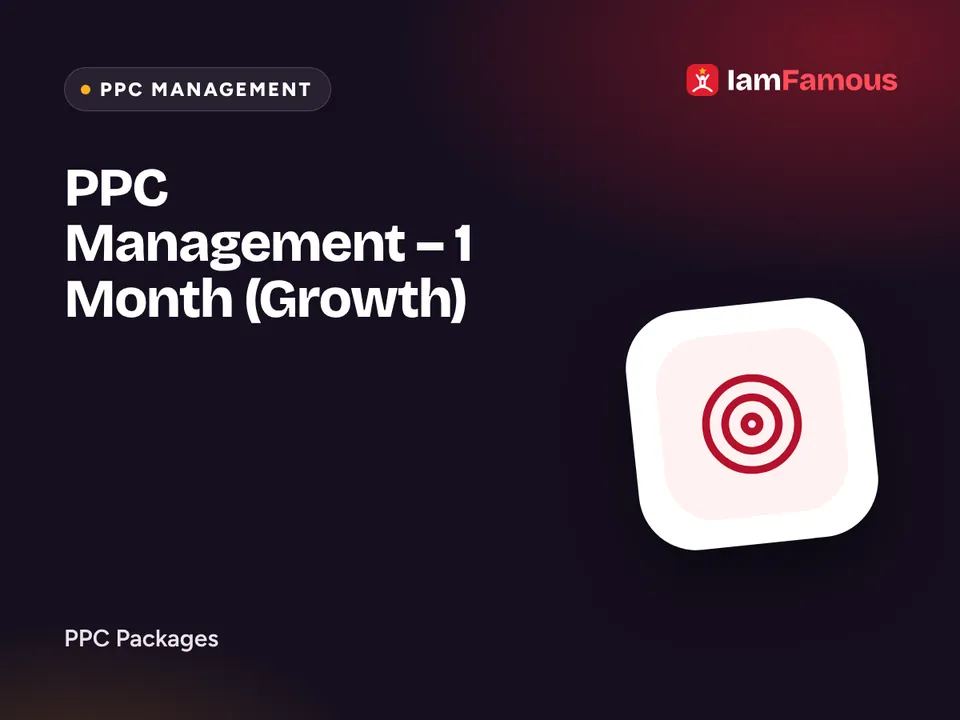 PPC MANAGEMENT
IamFamous
PPC
Management – 1
Month (Growth)
PPC Packages